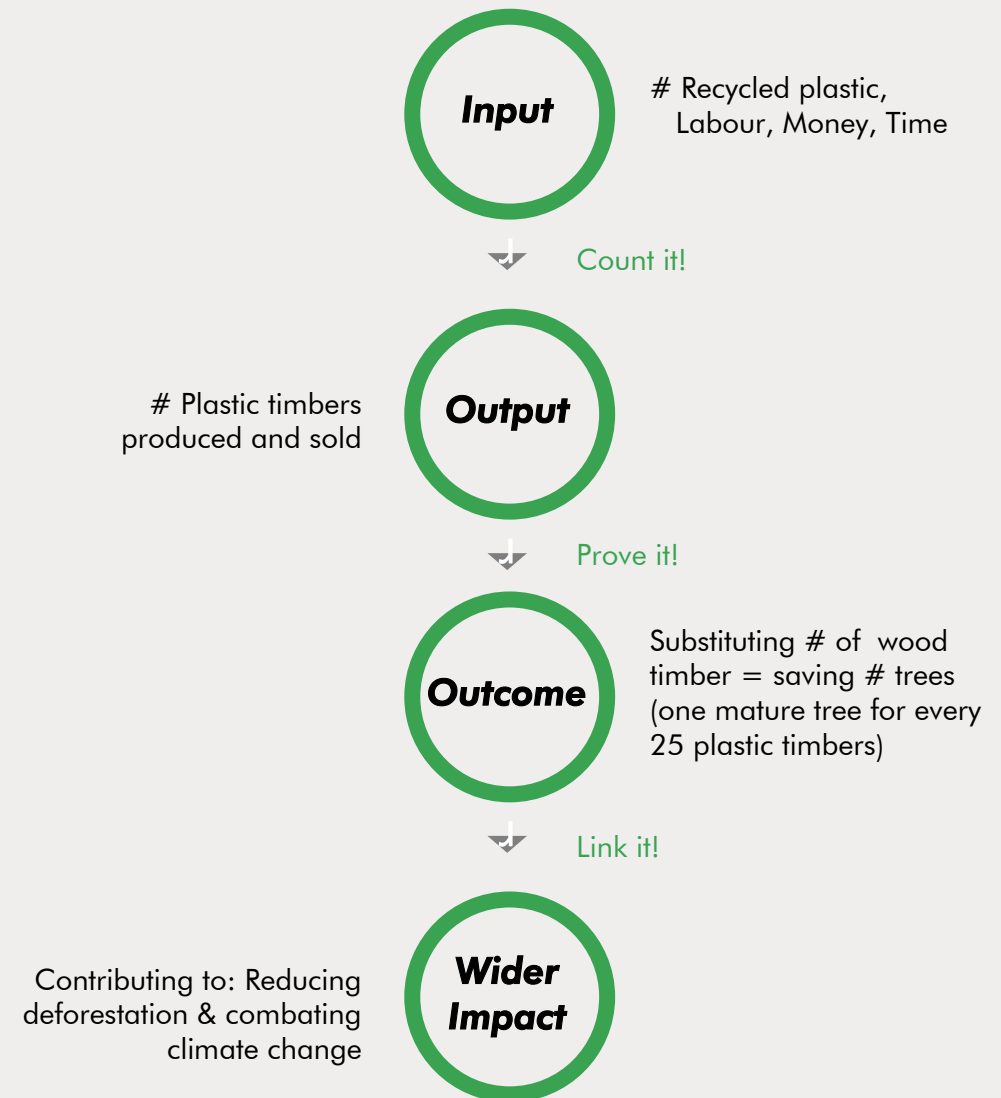 Input
# Recycled plastic,
Labour, Money, Time
Count it!
Output
# Plastic timbers
produced and sold
Prove it!
Outcome
Substituting # of wood
timber = saving # trees
(one mature tree for every
25 plastic timbers)
Link it!
Wider
Impact
Contributing to: Reducing
deforestation & combating
climate change